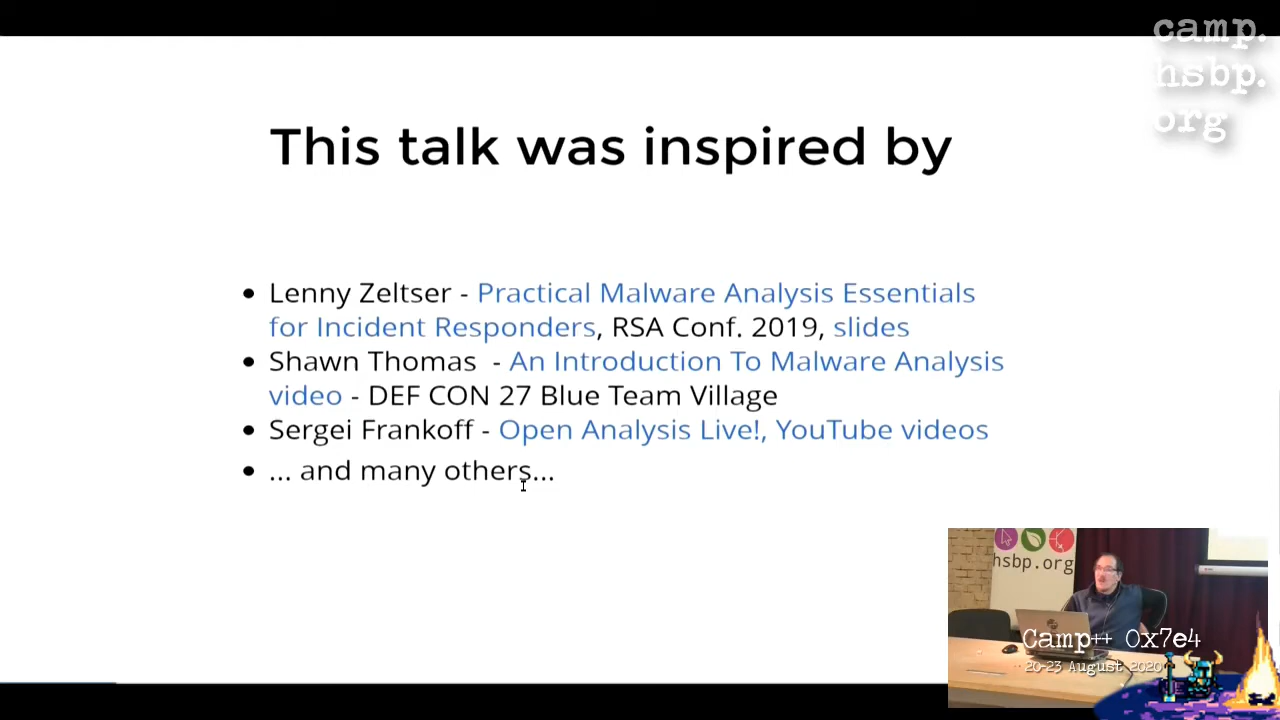 camp.
hsbp.
org
This talk was inspired by
• Lenny Zeltser - Practical Malware Analysis Essentials
for Incident Responders, RSA Conf. 2019, slides
• Shawn Thomas - An Introduction To Malware Analysis
video - DEF CON 27 Blue Team Village
• Sergei Frankoff - Open Analysis Live!, YouTube videos
• ... and many others...
hsbp.org
Camp++ 0x7e4
20-23 August 2020